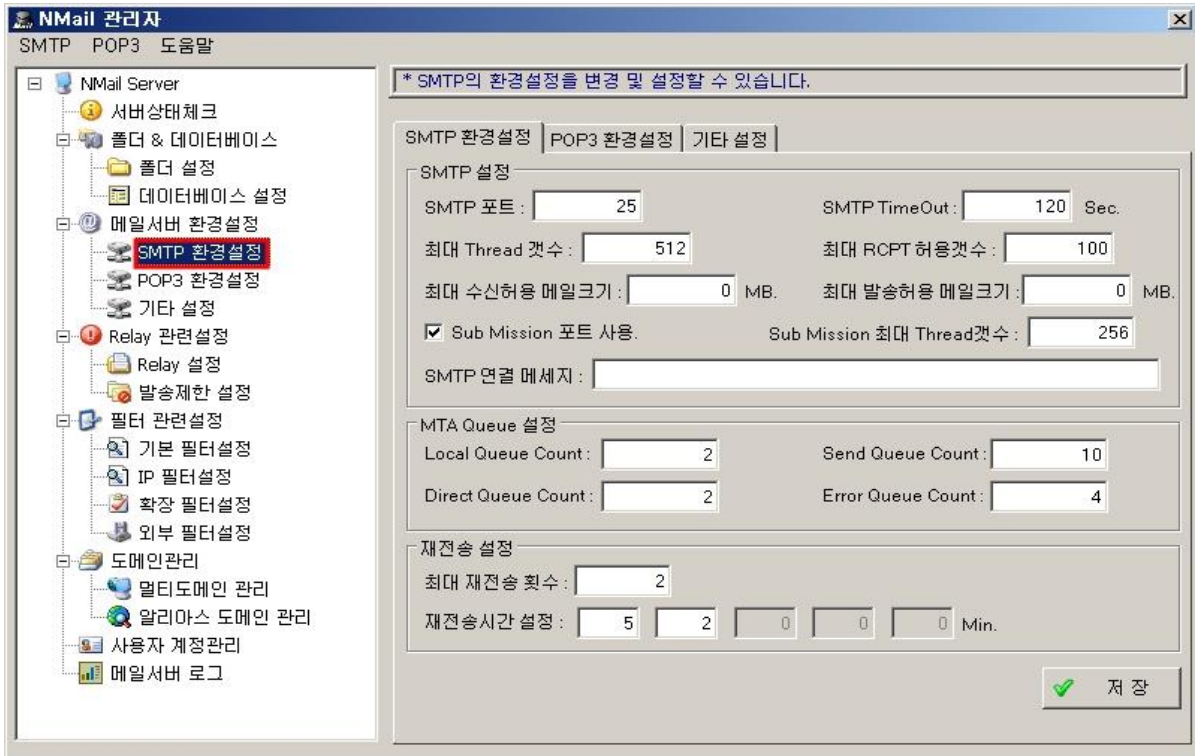 NMail 관리자
SMTP POP3 도움말
NMail Server
서버상태체크
폴더 & 데이터베이스
폴더 설정
데이터베이스 설정
메일서버 환경설정
SMTP 환경설정
POP3 환경설정
기타 설정
Relay 관련설정
Relay 설정
발송제한 설정
필터 관련설정
기본 필터설정
IP 필터설정
확장 필터설정
외부 필터설정
도메인관리
멀티도메인 관리
알리아스 도메인 관리
사용자 계정관리
메일서버 로그
* SMTP의 환경설정을 변경 및 설정할 수 있습니다.
SMTP 환경설정 POP3 환경설정 기타 설정
SMTP 설정
SMTP 포트 : 25 SMTP TimeOut : 120 Sec.
최대 Thread 갯수 : 512 최대 RCPT 허용갯수 : 100
최대 수신허용 메일크기 : 0 MB. 최대 발송허용 메일크기 : 0 MB.
Sub Mission 포트 사용. Sub Mission 최대 Thread갯수 : 256
SMTP 연결 메세지 :
MTA Queue 설정
Local Queue Count : 2 Send Queue Count : 10
Direct Queue Count : 2 Error Queue Count : 4
재전송 설정
최대 재전송 횟수 : 2
재전송시간 설정 : 5 2 0 0 0 Min.
저 장